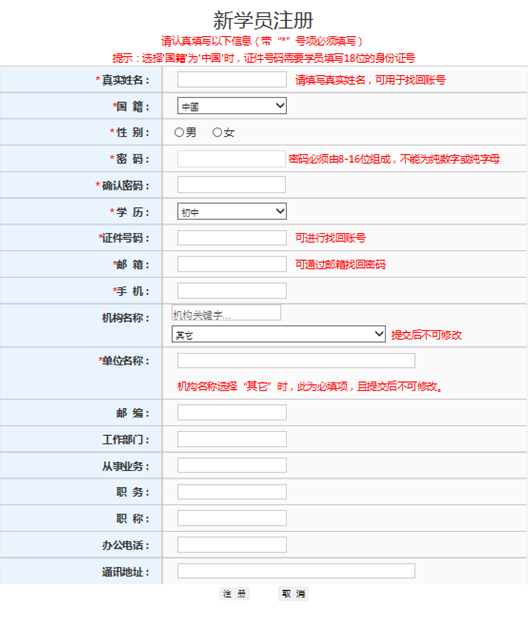 新学员注册
请认真填写以下信息（带“*”号项必须填写）
提示：选择'国籍'为'中国'时，证件号码需要学员填写18位的身份证号
*真实姓名： 请填写真实姓名，可用于找回账号
*国 籍： 中国
*性 别： 男 女
*密 码： 密码必须由8-16位组成，不能为纯数字或纯字母
*确认密码：
*学 历： 初中
*证件号码： 可进行找回账号
*邮 箱： 可通过邮箱找回密码
*手 机：
机构名称： 机构关键字...
其它 提交后不可修改
*单位名称：
机构名称选择“其它”时，此为必填项，且提交后不可修改。
邮 编：
工作部门：
从事业务：
职 务：
职 称：
办公电话：
通讯地址：
注 册 取 消